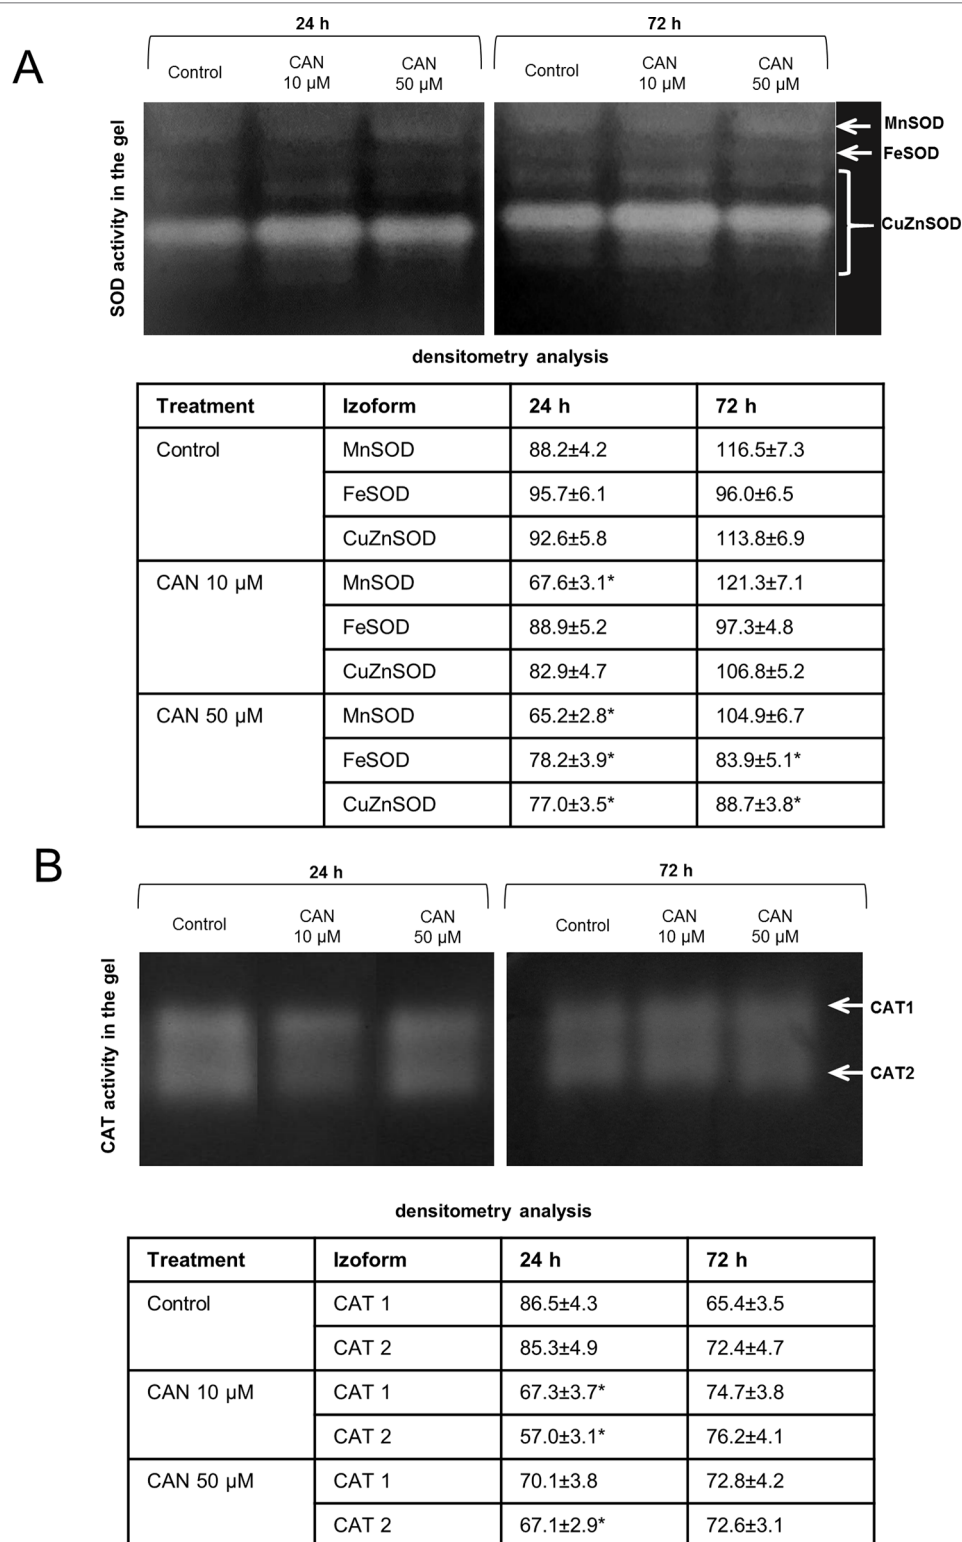 A
24 h
72 h
Control
CAN
10 µM
CAN
50 µM
Control
CAN
10 µM
CAN
50 µM
SOD activity in the gel
MnSOD
FeSOD
CuZnSOD
densitometry analysis
Treatment Izoform 24 h 72 h
Control MnSOD 88.2±4.2 116.5±7.3
FeSOD 95.7±6.1 96.0±6.5
CuZnSOD 92.6±5.8 113.8±6.9
CAN 10 µM MnSOD 67.6±3.1* 121.3±7.1
FeSOD 88.9±5.2 97.3±4.8
CuZnSOD 82.9±4.7 106.8±5.2
CAN 50 µM MnSOD 65.2±2.8* 104.9±6.7
FeSOD 78.2±3.9* 83.9±5.1*
CuZnSOD 77.0±3.5* 88.7±3.8*
B
24 h
72 h
Control
CAN
10 µM
CAN
50 µM
Control
CAN
10 µM
CAN
50 µM
CAT activity in the gel
CAT1
CAT2
densitometry analysis
Treatment Izoform 24 h 72 h
Control CAT 1 86.5±4.3 65.4±3.5
CAT 2 85.3±4.9 72.4±4.7
CAN 10 µM CAT 1 67.3±3.7* 74.7±3.8
CAT 2 57.0±3.1* 76.2±4.1
CAN 50 µM CAT 1 70.1±3.8 72.8±4.2
CAT 2 67.1±2.9* 72.6±3.1